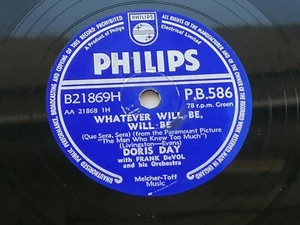 A Product of Philips
Electrical Limited
PHILIPS
B21869H
P.B.586
AA 21868 1H
78 r.p.m. Green
WHATEVER WILL BE,
WILL BE
(Que Sera, Sera) (from the Paramount Picture
"The Man Who Knew Too Much")
(Livingston—Evans)
DORIS DAY
with FRANK DeVOL
and his Orchestra
Melcher-Toff
Music